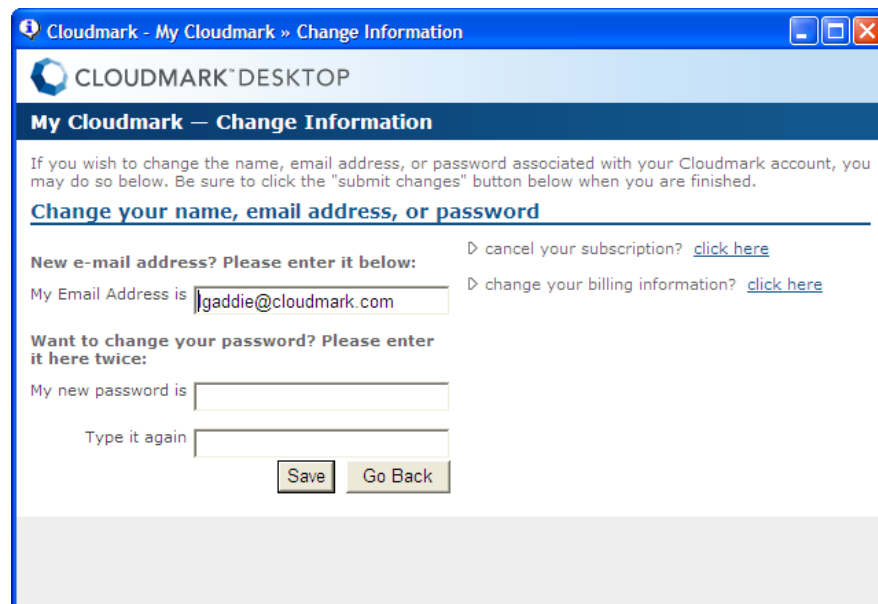 Cloudmark - My Cloudmark » Change Information
CLOUDMARK™DESKTOP
My Cloudmark — Change Information
If you wish to change the name, email address, or password associated with your Cloudmark account, you
may do so below. Be sure to click the "submit changes" button below when you are finished.
Change your name, email address, or password
New e-mail address? Please enter it below:
My Email Address is lgaddie@cloudmark.com
Want to change your password? Please enter
it here twice:
My new password is
Type it again
Save Go Back
cancel your subscription? click here
change your billing information? click here